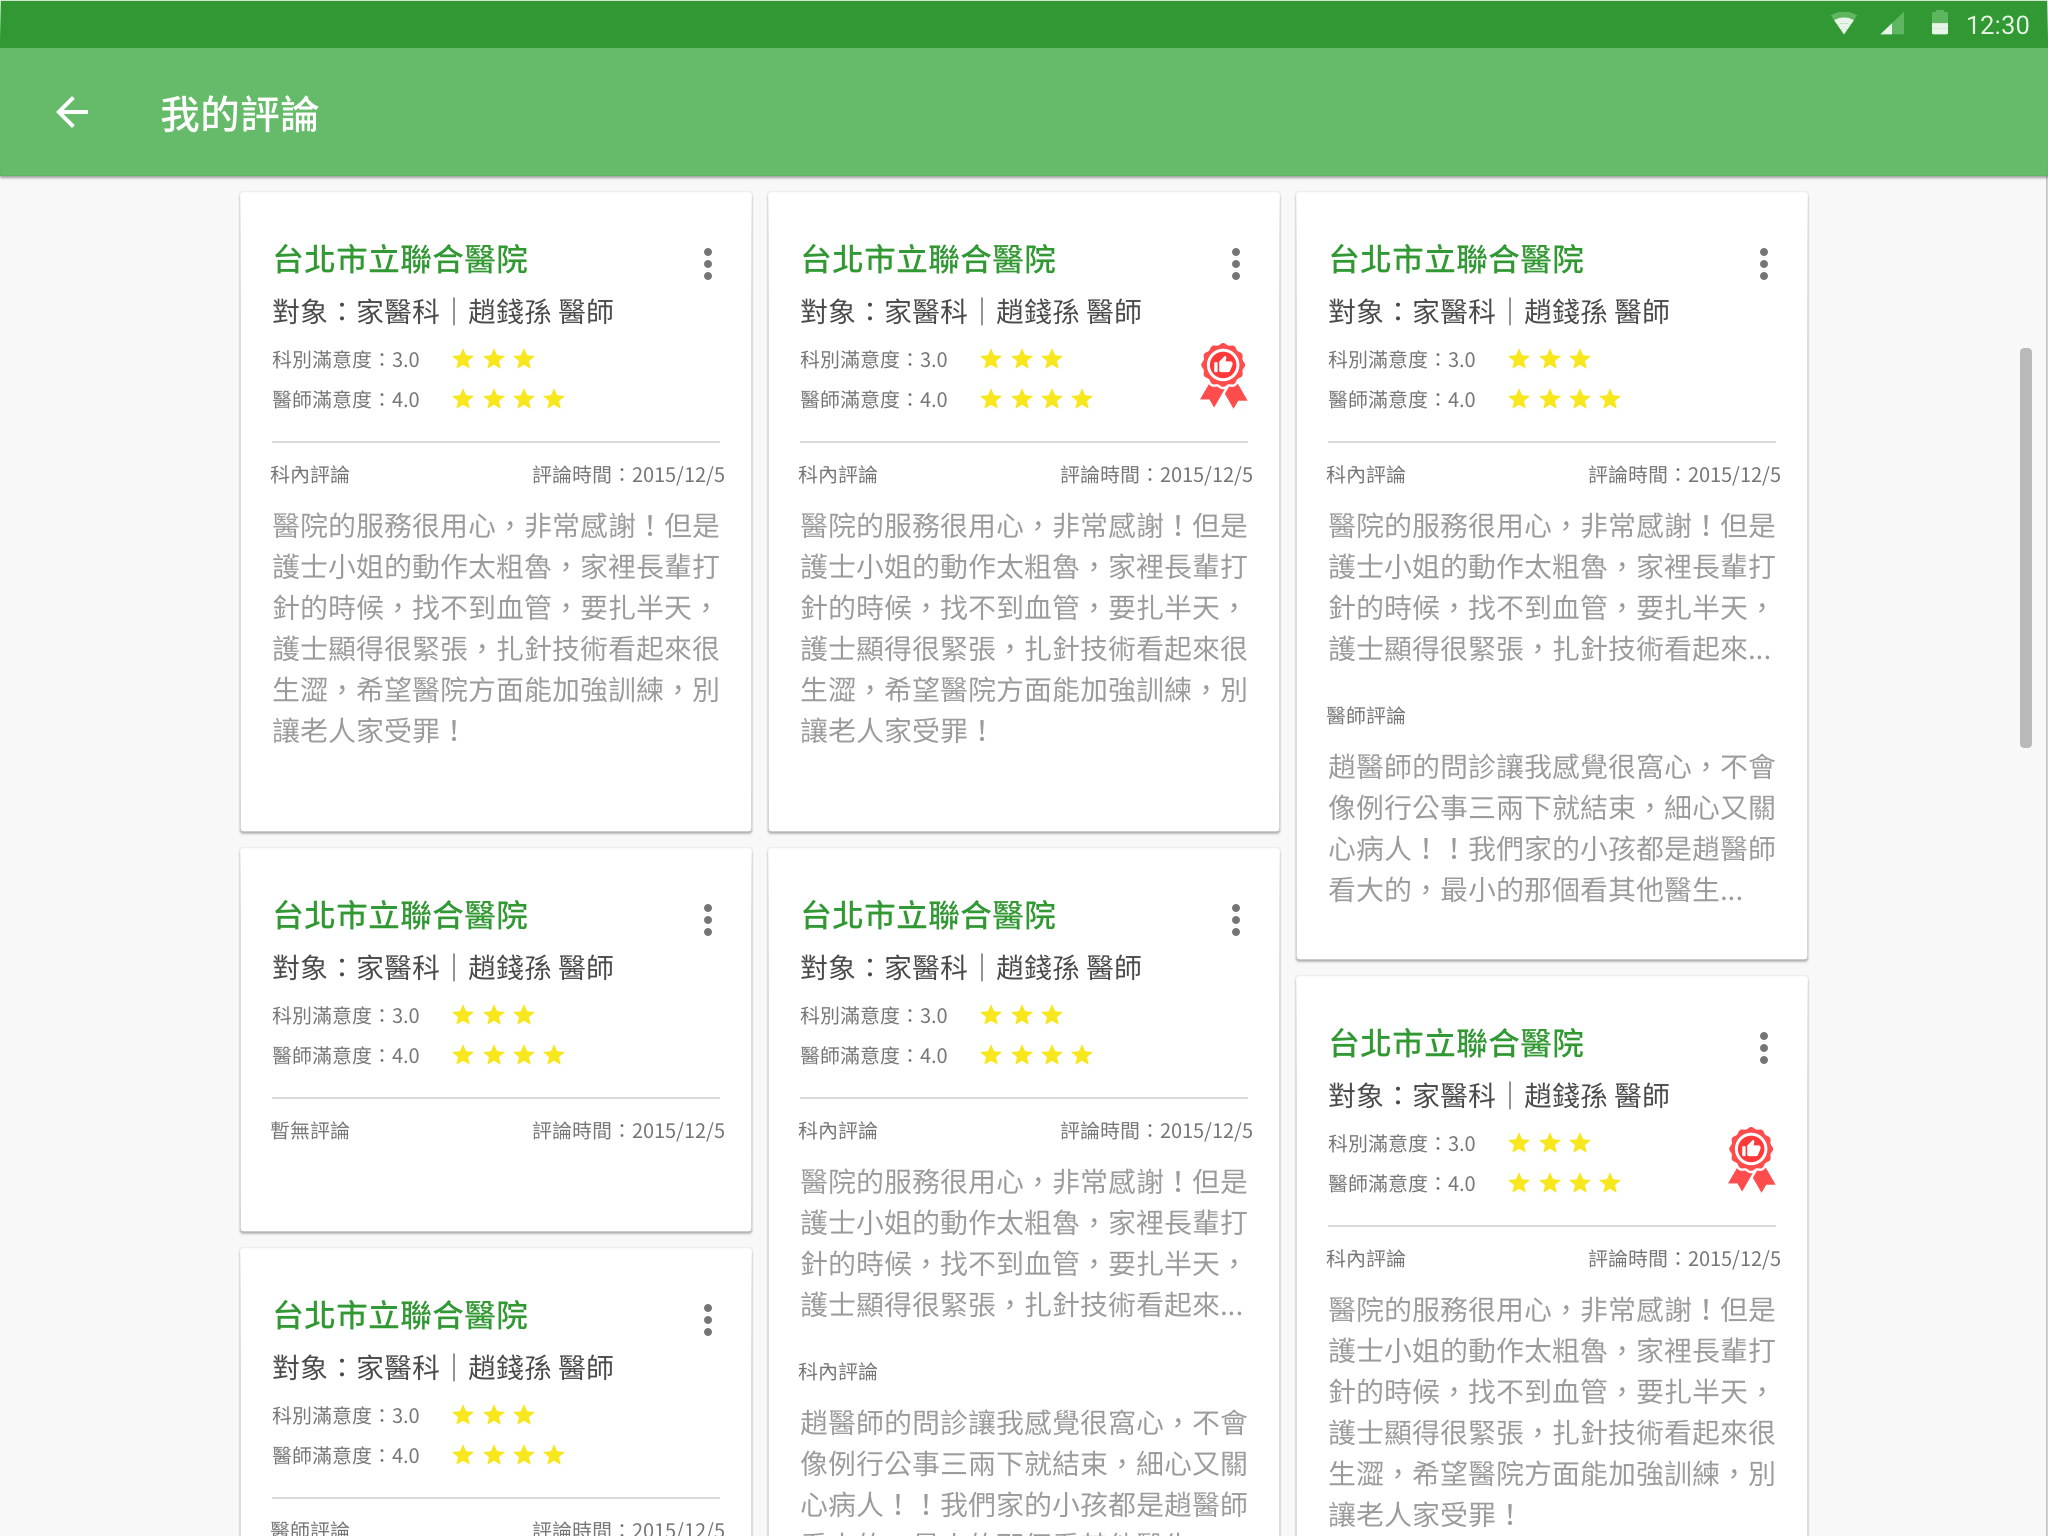 12:30
我的評論
台北市立聯合醫院
對象：家醫科｜趙錢孫 醫師
科別滿意度：3.0
醫師滿意度：4.0
科內評論 評論時間：2015/12/5
醫院的服務很用心，非常感謝！但是
護士小姐的動作太粗魯，家裡長輩打
針的時候，找不到血管，要扎半天，
護士顯得很緊張，扎針技術看起來很
生澀，希望醫院方面能加強訓練，別
讓老人家受罪！
台北市立聯合醫院
對象：家醫科｜趙錢孫 醫師
科別滿意度：3.0
醫師滿意度：4.0
暫無評論 評論時間：2015/12/5
台北市立聯合醫院
對象：家醫科｜趙錢孫 醫師
科別滿意度：3.0
醫師滿意度：4.0
醫師評論 評論時間：2015/12/5
台北市立聯合醫院
對象：家醫科｜趙錢孫 醫師
科別滿意度：3.0
醫師滿意度：4.0
科內評論 評論時間：2015/12/5
醫院的服務很用心，非常感謝！但是
護士小姐的動作太粗魯，家裡長輩打
針的時候，找不到血管，要扎半天，
護士顯得很緊張，扎針技術看起來很
生澀，希望醫院方面能加強訓練，別
讓老人家受罪！
台北市立聯合醫院
對象：家醫科｜趙錢孫 醫師
科別滿意度：3.0
醫師滿意度：4.0
科內評論 評論時間：2015/12/5
醫院的服務很用心，非常感謝！但是
護士小姐的動作太粗魯，家裡長輩打
針的時候，找不到血管，要扎半天，
護士顯得很緊張，扎針技術看起來...
科內評論
趙醫師的問診讓我感覺很窩心，不會
像例行公事三兩下就結束，細心又關
心病人！！我們家的小孩都是趙醫師
台北市立聯合醫院
對象：家醫科｜趙錢孫 醫師
科別滿意度：3.0
醫師滿意度：4.0
科內評論 評論時間：2015/12/5
醫院的服務很用心，非常感謝！但是
護士小姐的動作太粗魯，家裡長輩打
針的時候，找不到血管，要扎半天，
護士顯得很緊張，扎針技術看起來...
醫師評論
趙醫師的問診讓我感覺很窩心，不會
像例行公事三兩下就結束，細心又關
心病人！！我們家的小孩都是趙醫師
看大的，最小的那個看其他醫生...
台北市立聯合醫院
對象：家醫科｜趙錢孫 醫師
科別滿意度：3.0
醫師滿意度：4.0
科內評論 評論時間：2015/12/5
醫院的服務很用心，非常感謝！但是
護士小姐的動作太粗魯，家裡長輩打
針的時候，找不到血管，要扎半天，
護士顯得很緊張，扎針技術看起來很
生澀，希望醫院方面能加強訓練，別
讓老人家受罪！